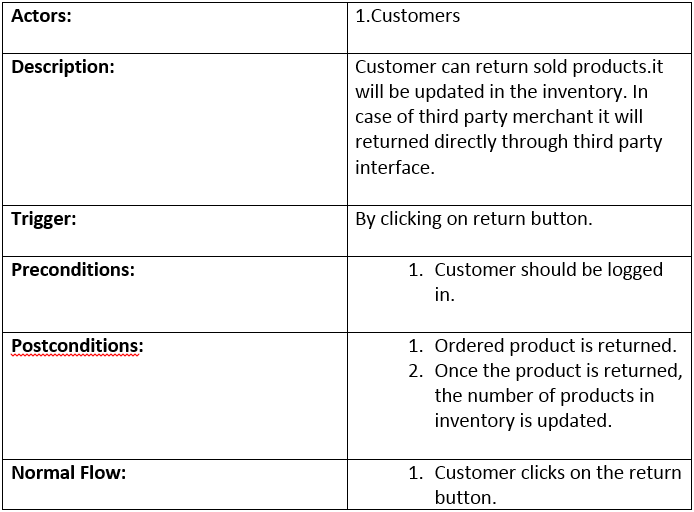 Actors:
1.Customers
Description:
Customer can return sold products.it
will be updated in the inventory. In
case of third party merchant it will
returned directly through third party
interface.
Trigger:
By clicking on return button.
Preconditions:
1. Customer should be logged
in.
Postconditions:
1. Ordered product is returned.
2. Once the product is returned,
the number of products in
inventory is updated.
Normal Flow:
1. Customer clicks on the return
button.